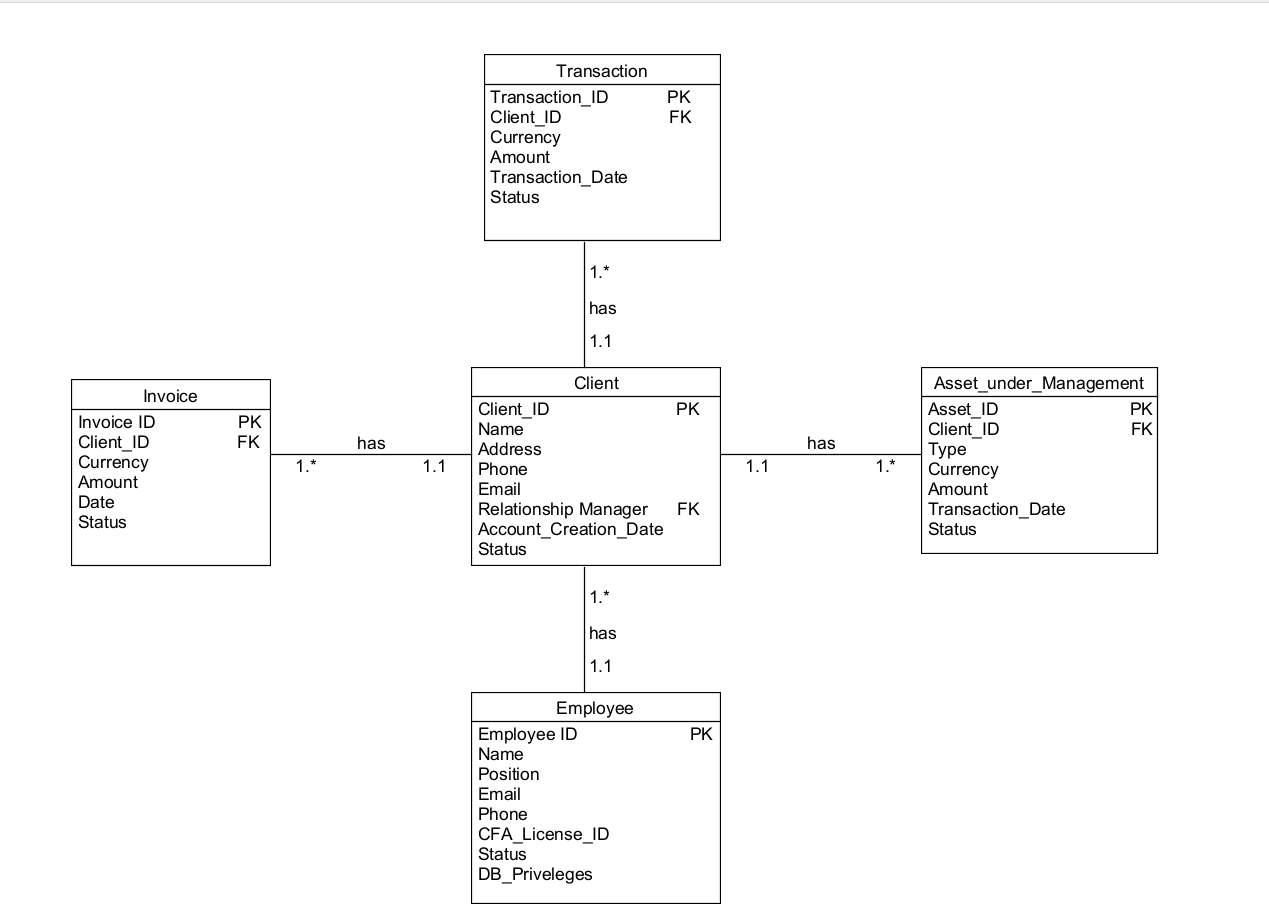 Transaction
Transaction_ID PK
Client_ID FK
Currency
Amount
Transaction_Date
Status
1.*
has
1.1
Invoice
Invoice ID PK
Client_ID FK
Currency
Amount
Date
Status
has
1.* 1.1
Client
Client_ID PK
Name
Address
Phone
Email
Relationship Manager FK
Account_Creation_Date
Status
has
1.1 1.*
Asset_under_Management
Asset_ID PK
Client_ID FK
Type
Currency
Amount
Transaction_Date
Status
1.*
has
1.1
Employee
Employee ID PK
Name
Position
Email
Phone
CFA_License_ID
Status
DB_Priveleges